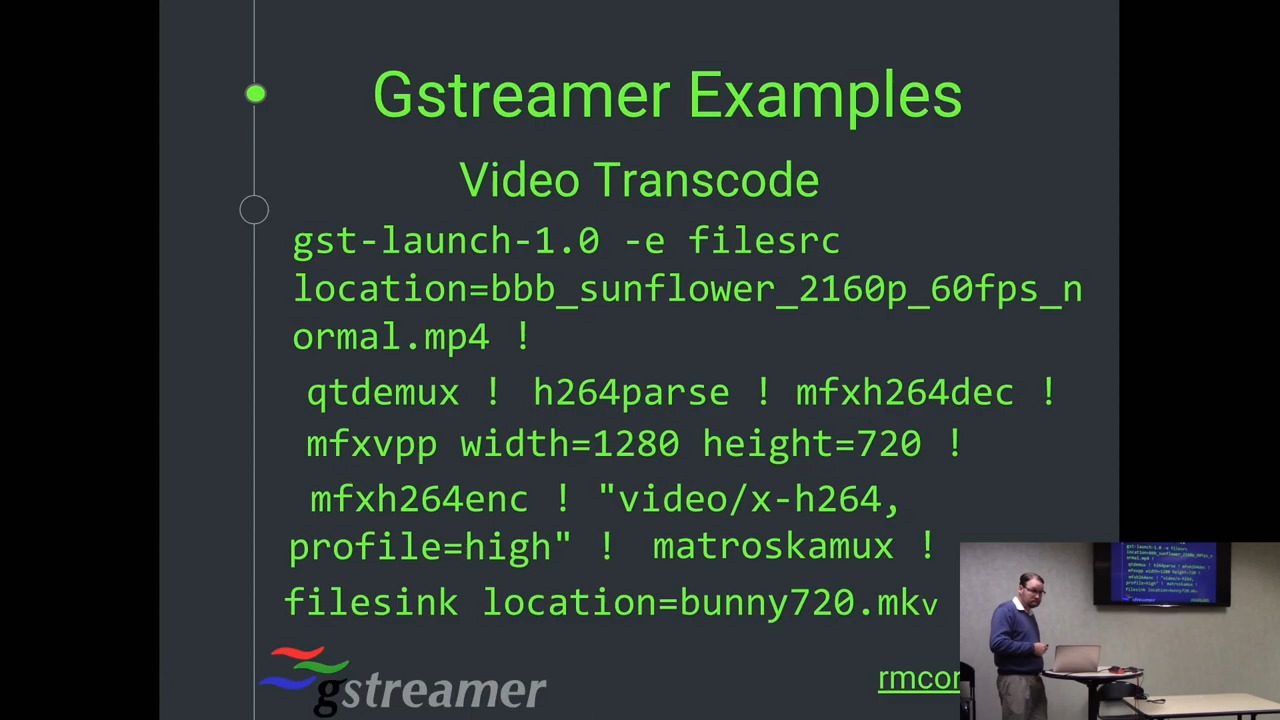 Gstreamer Examples
Video Transcode
gst-launch-1.0 -e filesrc
location=bbb_sunflower_2160p_60fps_n
ormal.mp4 !
qtdemux ! h264parse ! mfxh264dec !
mfxvpp width=1280 height=720 !
mfxh264enc ! "video/x-h264,
profile=high" ! matroskamux !
filesink location=bunny720.mkv
gstreamer
rmcor